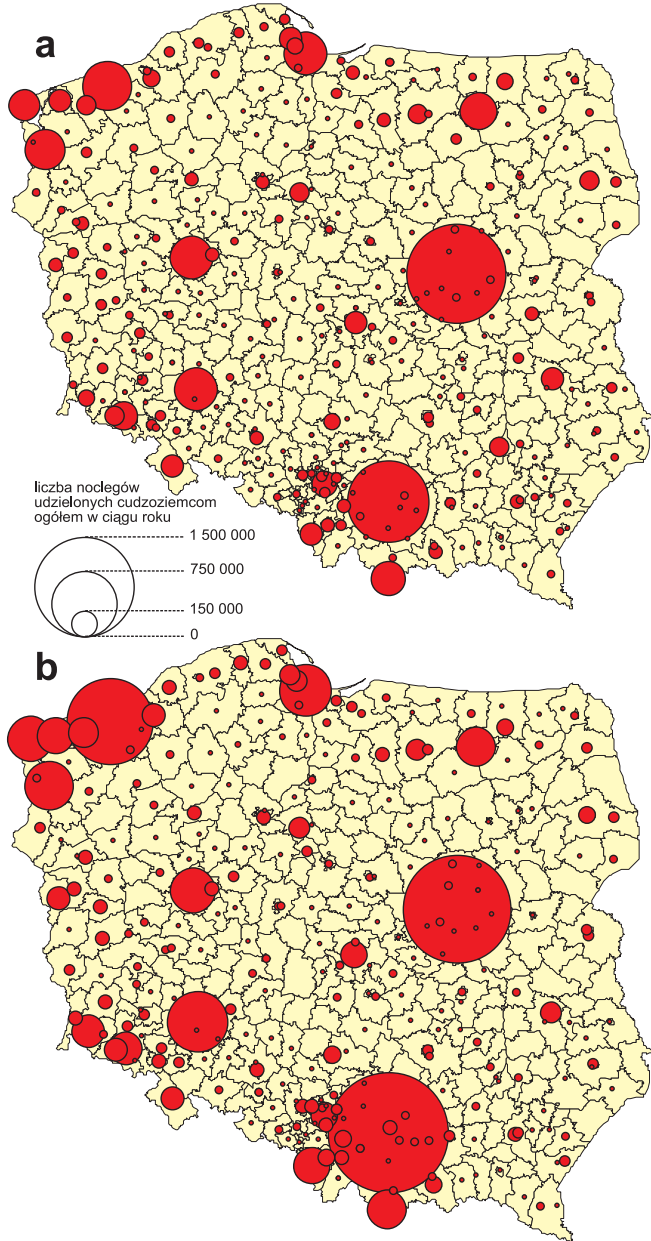 a
liczba noclegów
udzielonych cudzoziemcom
ogółem w ciągu roku
1 500 000
750 000
150 000
0
b